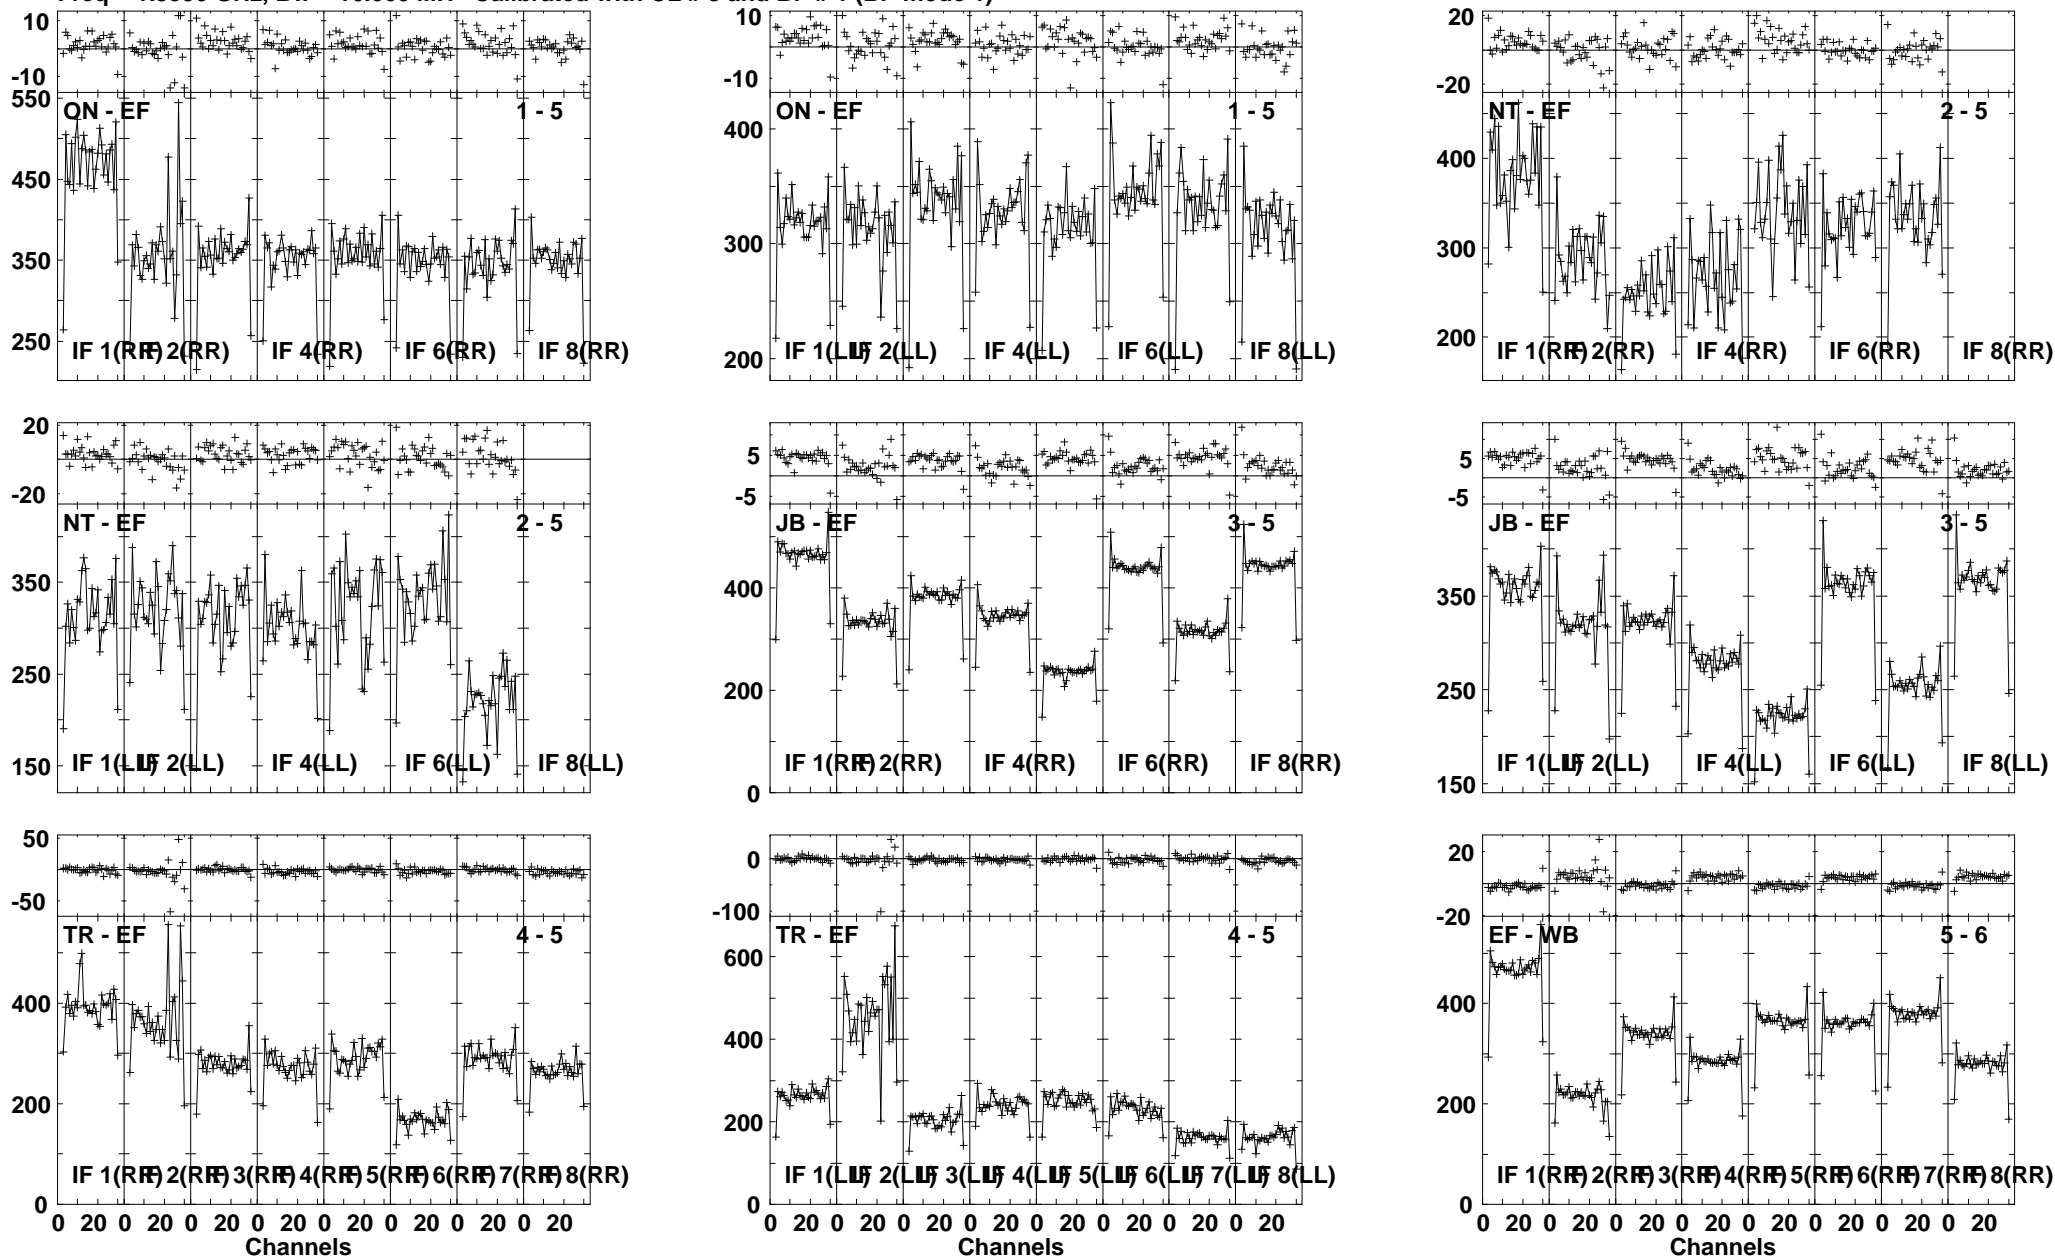 Freq = GHz, Bw = MH Calibrated with CL # and BP # 1 (BP mode 1)
10
-10
550
450
350
250
ON - EF
1 - 5
IF 1(RR)
IF 2(RR)
IF 4(RR)
IF 6(RR)
IF 8(RR)
10
-10
400
300
200
ON - EF
1 - 5
IF 1(LL)
IF 2(LL)
IF 4(LL)
IF 6(LL)
IF 8(LL)
20
-20
400
300
200
NT - EF
2 - 5
IF 1(RR)
IF 2(RR)
IF 4(RR)
IF 6(RR)
IF 8(RR)
20
-20
350
250
150
NT - EF
2 - 5
IF 1(LL)
IF 2(LL)
IF 4(LL)
IF 6(LL)
IF 8(LL)
5
-5
400
200
0
JB - EF
3 - 5
IF 1(RR)
IF 2(RR)
IF 4(RR)
IF 6(RR)
IF 8(RR)
5
-5
350
250
150
JB - EF
3 - 5
IF 1(LL)
IF 2(LL)
IF 4(LL)
IF 6(LL)
IF 8(LL)
50
-50
400
200
0
TR - EF
4 - 5
IF 1(RR)
IF 2(RR)
IF 3(RR)
IF 4(RR)
IF 5(RR)
IF 6(RR)
IF 7(RR)
IF 8(RR)
0 20 0 20 0 20 0 20 0 20 0 20 0 20 0 20
Channels
0
-100
600
400
200
0
TR - EF
4 - 5
IF 1(LL)
IF 2(LL)
IF 3(LL)
IF 4(LL)
IF 5(LL)
IF 6(LL)
IF 7(LL)
IF 8(LL)
0 20 0 20 0 20 0 20 0 20 0 20 0 20 0 20
Channels
20
-20
400
200
0
EF - WB
5 - 6
IF 1(RR)
IF 2(RR)
IF 3(RR)
IF 4(RR)
IF 5(RR)
IF 6(RR)
IF 7(RR)
IF 8(RR)
0 20 0 20 0 20 0 20 0 20 0 20 0 20 0 20
Channels